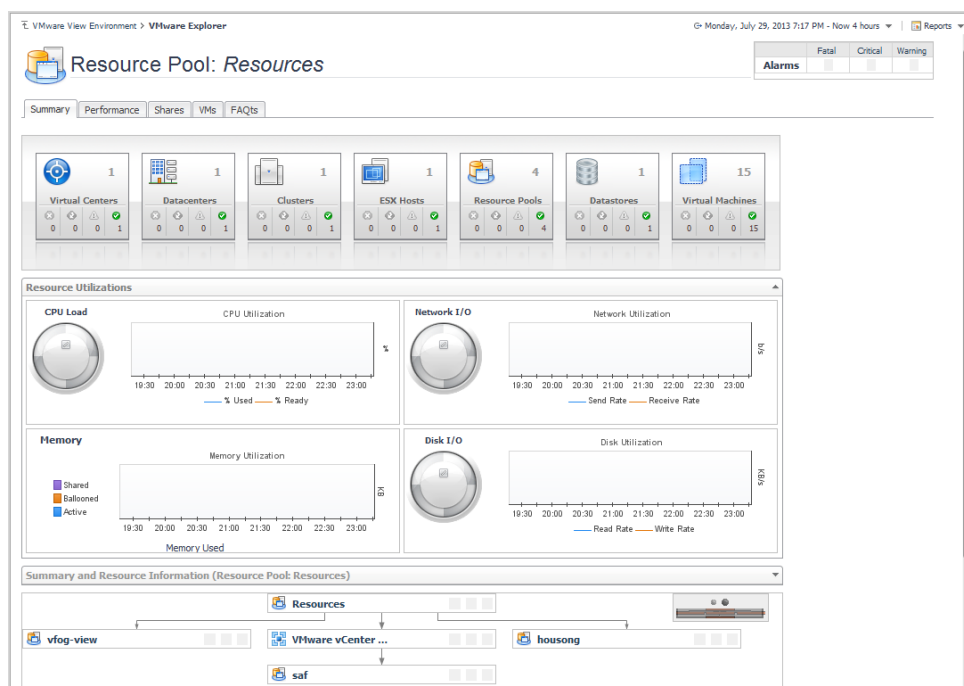 VMware View Environment > VMware Explorer
Monday, July 29, 2013 7:17 PM - Now 4 hours
Reports
Resource Pool: Resources
Fatal Critical Warning
Alarms
Summary Performance Shares VMs FAQts
1 1 1 1 4 1 15
Virtual Centers Datacenters Clusters ESX Hosts Resource Pools Datastores Virtual Machines
0 0 0 1 0 0 0 1 0 0 0 1 0 0 0 1 0 0 0 4 0 0 0 1 0 0 0 15
Resource Utilizations
CPU Load
CPU Utilization
%
19:30 20:00 20:30 21:00 21:30 22:00 22:30 23:00
% Used % Ready
Network I/O
Network Utilization
b/s
19:30 20:00 20:30 21:00 21:30 22:00 22:30 23:00
Send Rate Receive Rate
Memory
Memory Utilization
Shared
Ballooned
Active
KB
19:30 20:00 20:30 21:00 21:30 22:00 22:30 23:00
Memory Used
Disk I/O
Disk Utilization
KB/s
19:30 20:00 20:30 21:00 21:30 22:00 22:30 23:00
Read Rate Write Rate
Summary and Resource Information (Resource Pool: Resources)
Resources
vfog-view
VMware vCenter ...
housong
saf